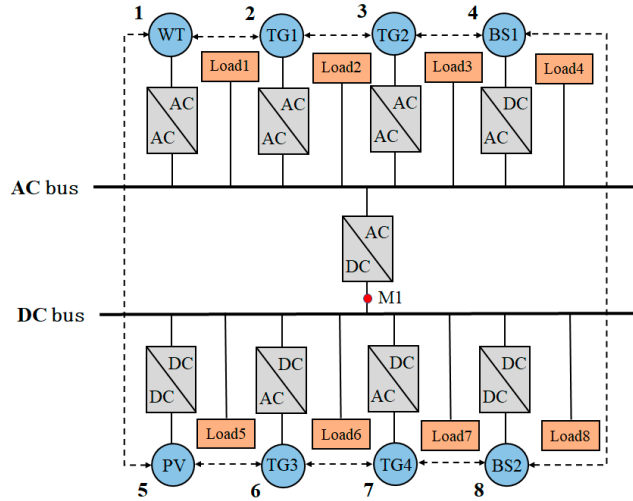 1 2 3 4
WT TG1 TG2 BS1
Load1 Load2 Load3 Load4
AC AC AC DC
AC AC AC AC
AC bus
AC
DC
M1
DC bus
DC DC DC DC
DC AC AC DC
Load5 Load6 Load7 Load8
PV TG3 TG4 BS2
5 6 7 8